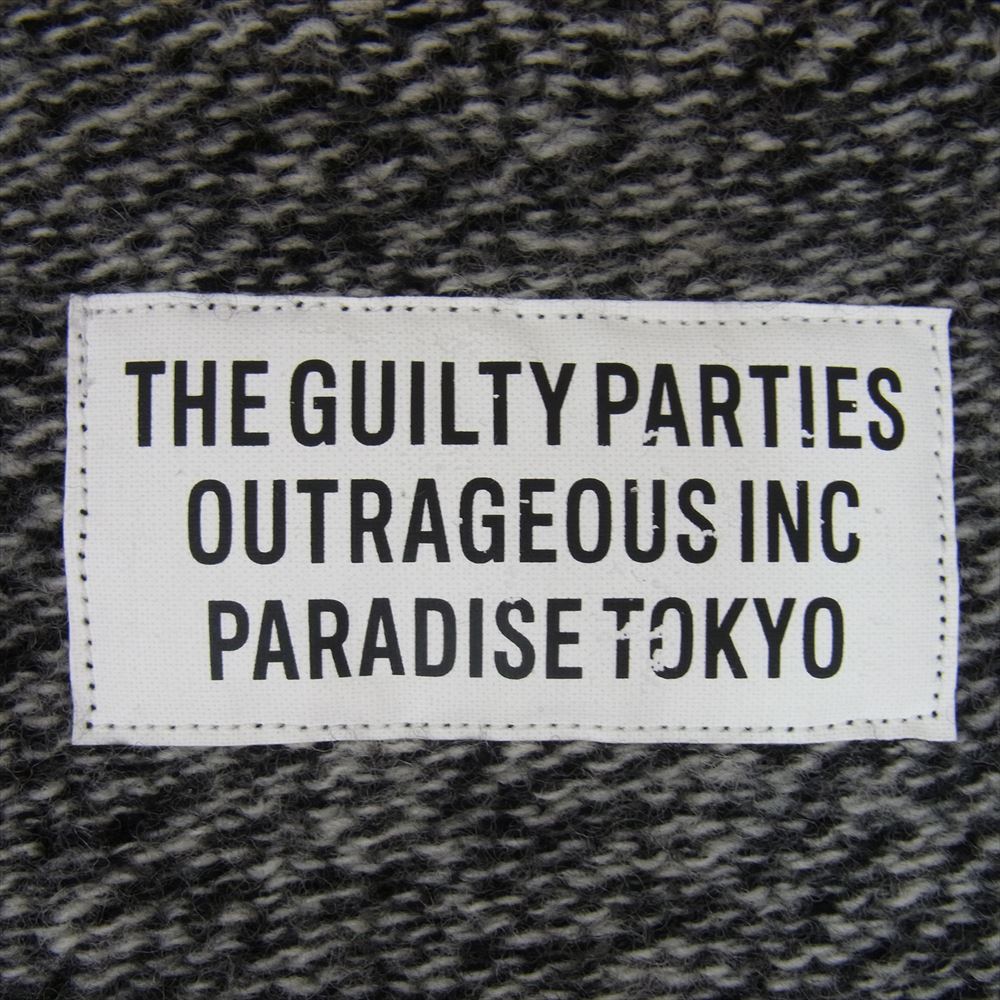 THE GUILTY PARTIES
OUTRAGEOUS INC
PARADISE TOKYO